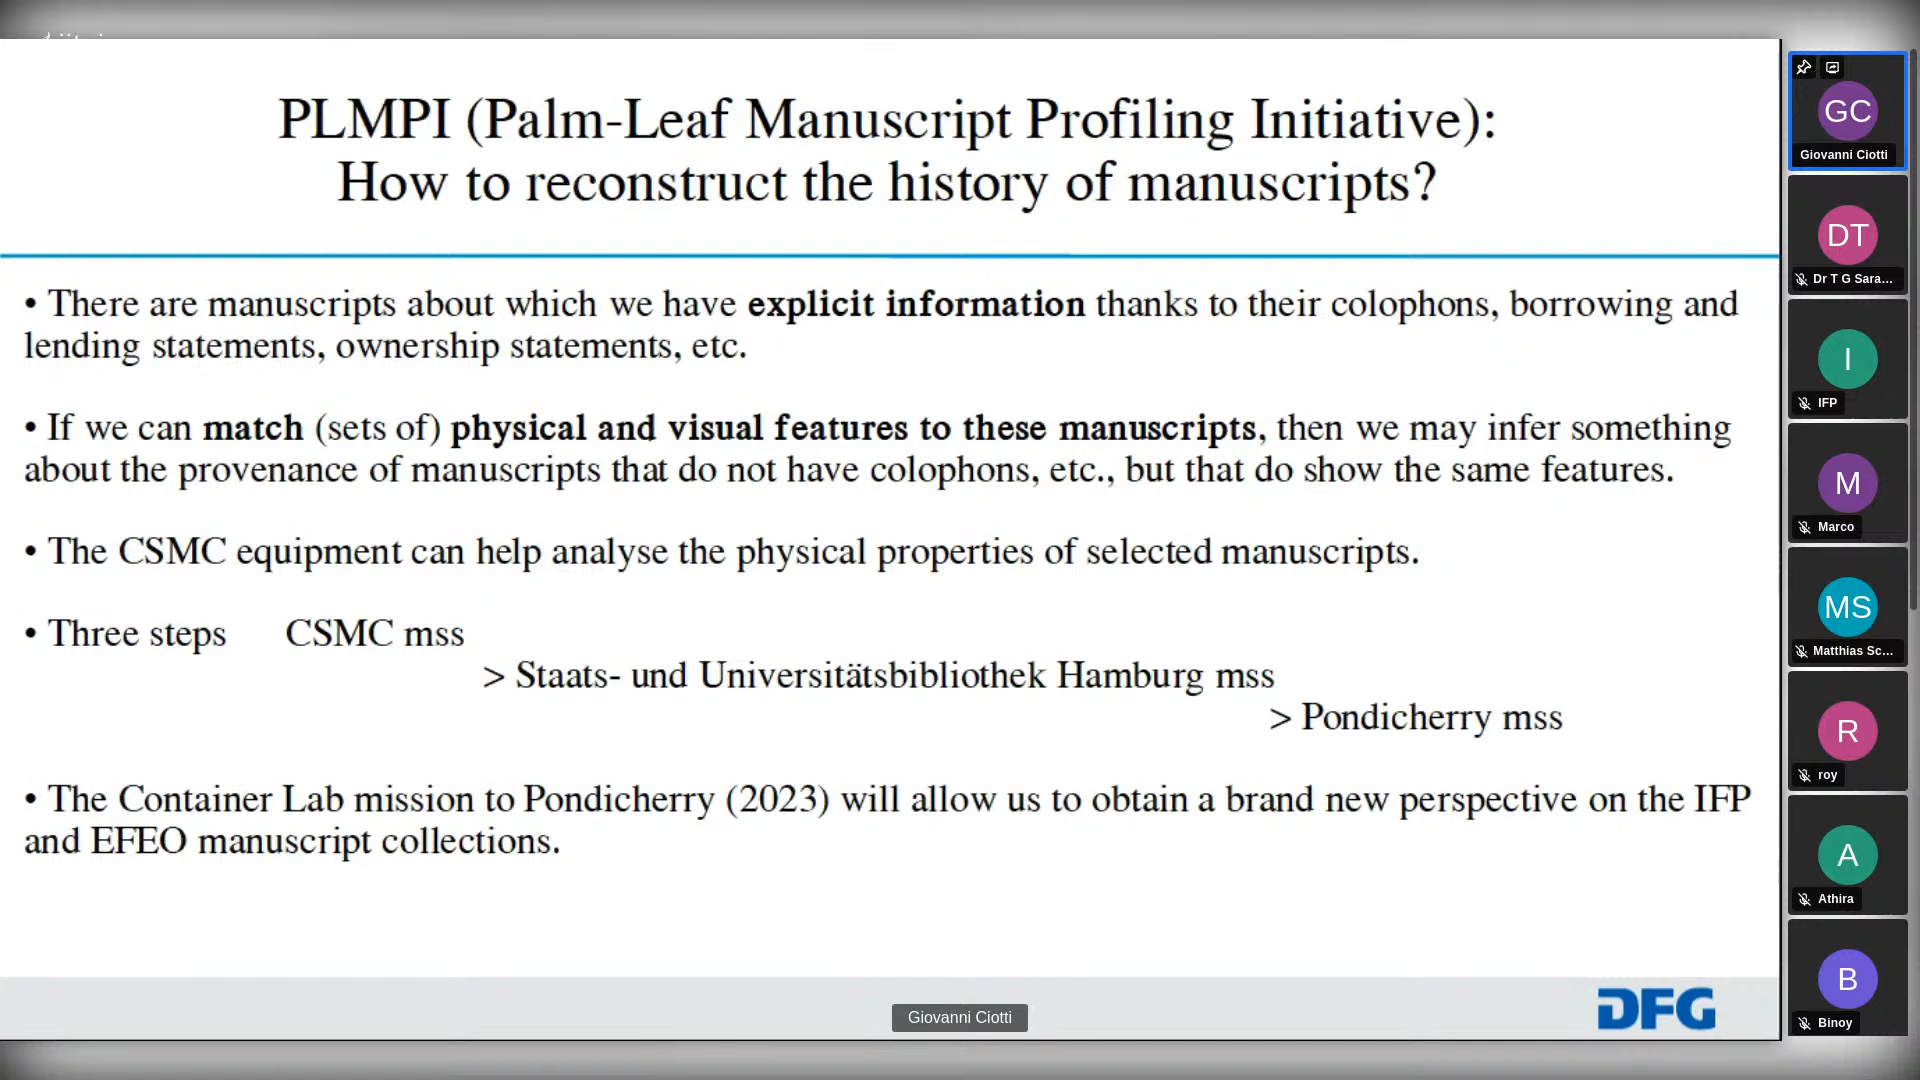 PLMPI (Palm-Leaf Manuscript Profiling Initiative):
How to reconstruct the history of manuscripts?
• There are manuscripts about which we have explicit information thanks to their colophons, borrowing and
lending statements, ownership statements, etc.
• If we can match (sets of) physical and visual features to these manuscripts, then we may infer something
about the provenance of manuscripts that do not have colophons, etc., but that do show the same features.
• The CSMC equipment can help analyse the physical properties of selected manuscripts.
• Three steps CSMC mss
> Staats- und Universitätsbibliothek Hamburg mss
> Pondicherry mss
• The Container Lab mission to Pondicherry (2023) will allow us to obtain a brand new perspective on the IFP
and EFEO manuscript collections.
Giovanni Ciotti
DFG
GC
Giovanni Ciotti
DT
Dr T G Sara...
I
IFP
M
Marco
MS
Matthias Sc...
R
roy
A
Athira
B
Binoy